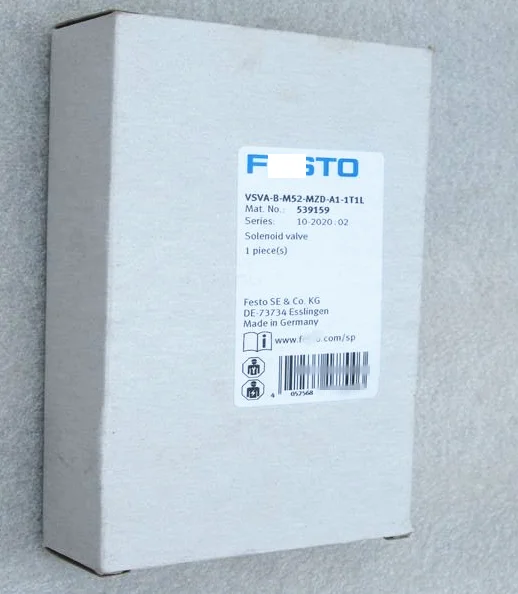 F STO
VSVA-B-M52-MZD-A1-1T1L
Mat. No.: 539159
Series: 10-2020:02
Solenoid valve
1 piece(s)
Festo SE & Co. KG
DE-73734 Esslingen
Made in Germany
www.fe o.com/sp
4 057568